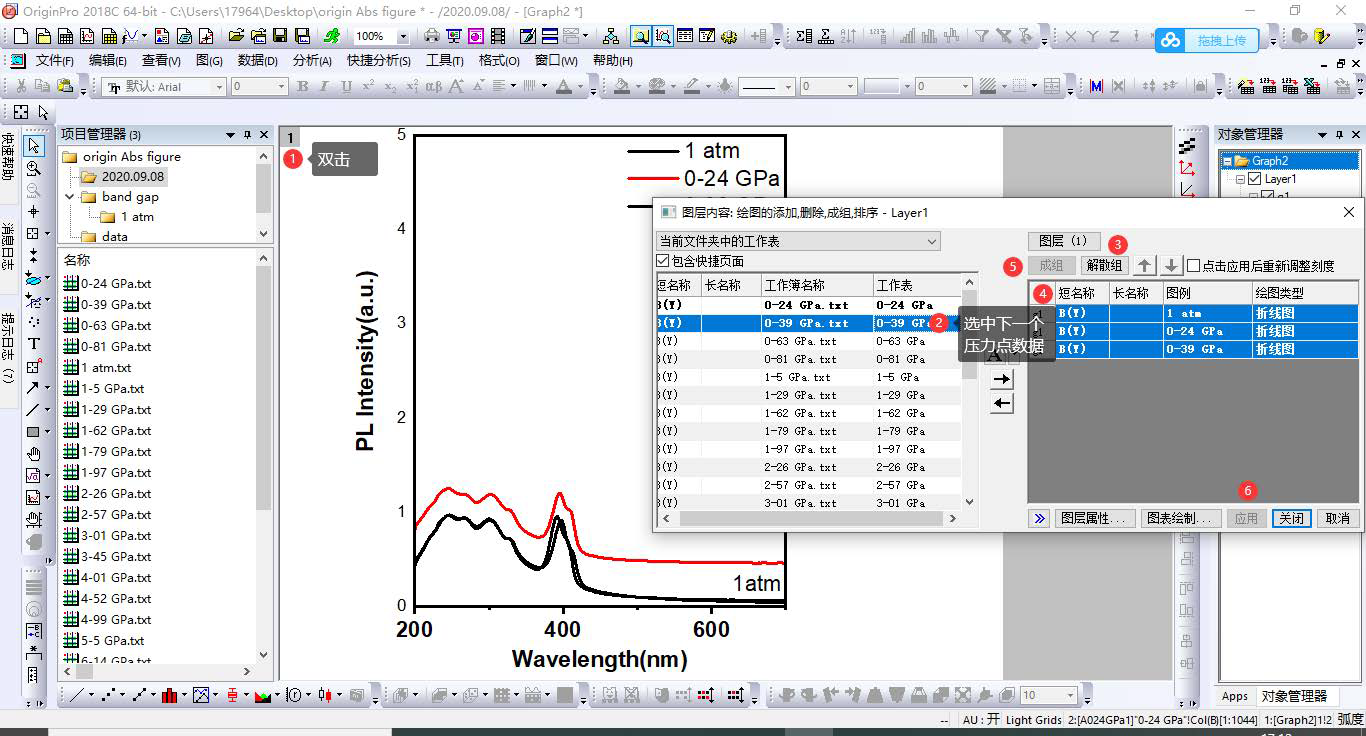 OriginPro 2018C 64-bit - C:\Users\17964\Desktop\origin Abs figure * - /2020.09.08/ - [Graph2 *]
100%
拖拽上传
文件(F) 编辑(E) 查看(V) 图(G) 数据(D) 分析(A) 快捷分析(S) 工具(T) 格式(O) 窗口(W) 帮助(H)
默认: Arial 0 B I U 0 0
快速帮助
消息日志
提示日志 (7)
项目管理器 (3)
origin Abs figure
2020.09.08
band gap
1 atm
data
名称
0-24 GPa.txt
0-39 GPa.txt
0-63 GPa.txt
0-81 GPa.txt
1 atm.txt
1-5 GPa.txt
1-29 GPa.txt
1-62 GPa.txt
1-79 GPa.txt
1-97 GPa.txt
2-26 GPa.txt
2-57 GPa.txt
3-01 GPa.txt
3-45 GPa.txt
4-01 GPa.txt
4-52 GPa.txt
4-99 GPa.txt
5-5 GPa.txt
6-14 GPa.txt
1
1 双击
5
4
3
2
1
0
200 400 600
PL Intensity(a.u.)
Wavelength(nm)
1 atm
0-24 GPa
1atm
图层内容: 绘图的添加,删除,成组,排序 - Layer1
当前文件夹中的工作表
包含快捷页面
短名称 长名称 工作簿名称 工作表
B(Y) 0-24 GPa.txt 0-24 GPa
B(Y) 0-39 GPa.txt 0-39 GPa
B(Y) 0-63 GPa.txt 0-63 GPa
B(Y) 0-81 GPa.txt 0-81 GPa
B(Y) 1-5 GPa.txt 1-5 GPa
B(Y) 1-29 GPa.txt 1-29 GPa
B(Y) 1-62 GPa.txt 1-62 GPa
B(Y) 1-79 GPa.txt 1-79 GPa
B(Y) 1-97 GPa.txt 1-97 GPa
B(Y) 2-26 GPa.txt 2-26 GPa
B(Y) 2-57 GPa.txt 2-57 GPa
B(Y) 3-01 GPa.txt 3-01 GPa
2 选中下一个
压力点数据
A
图层 (1) 3
5 成组 解散组 点击应用后重新调整刻度
4 短名称 长名称 图例 绘图类型
g1 B(Y) 1 atm 折线图
B(Y) 0-24 GPa 折线图
B(Y) 0-39 GPa 折线图
6
图层属性... 图表绘制... 应用 关闭 取消
对象管理器
Graph2
Layer1
g1
Apps 对象管理器
10
-- AU : 开 Light Grids 2:[A024GPa1]"0-24 GPa"!Col(B)[1:1044] 1:[Graph2]1!2 弧度